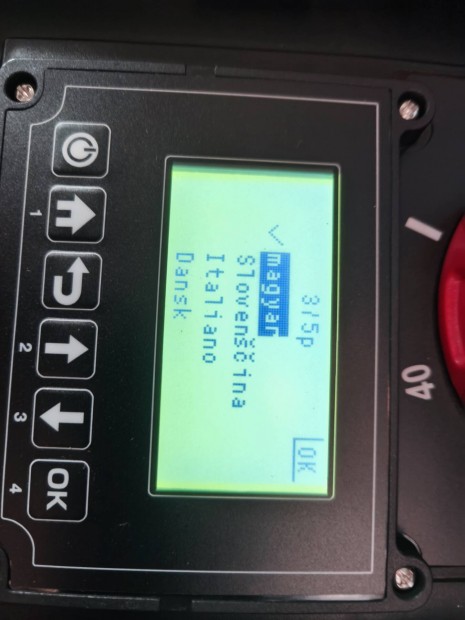 3/5p
OK
✓ magyar
Slovenščina
Italiano
Dansk
1
2
3
4
OK
40